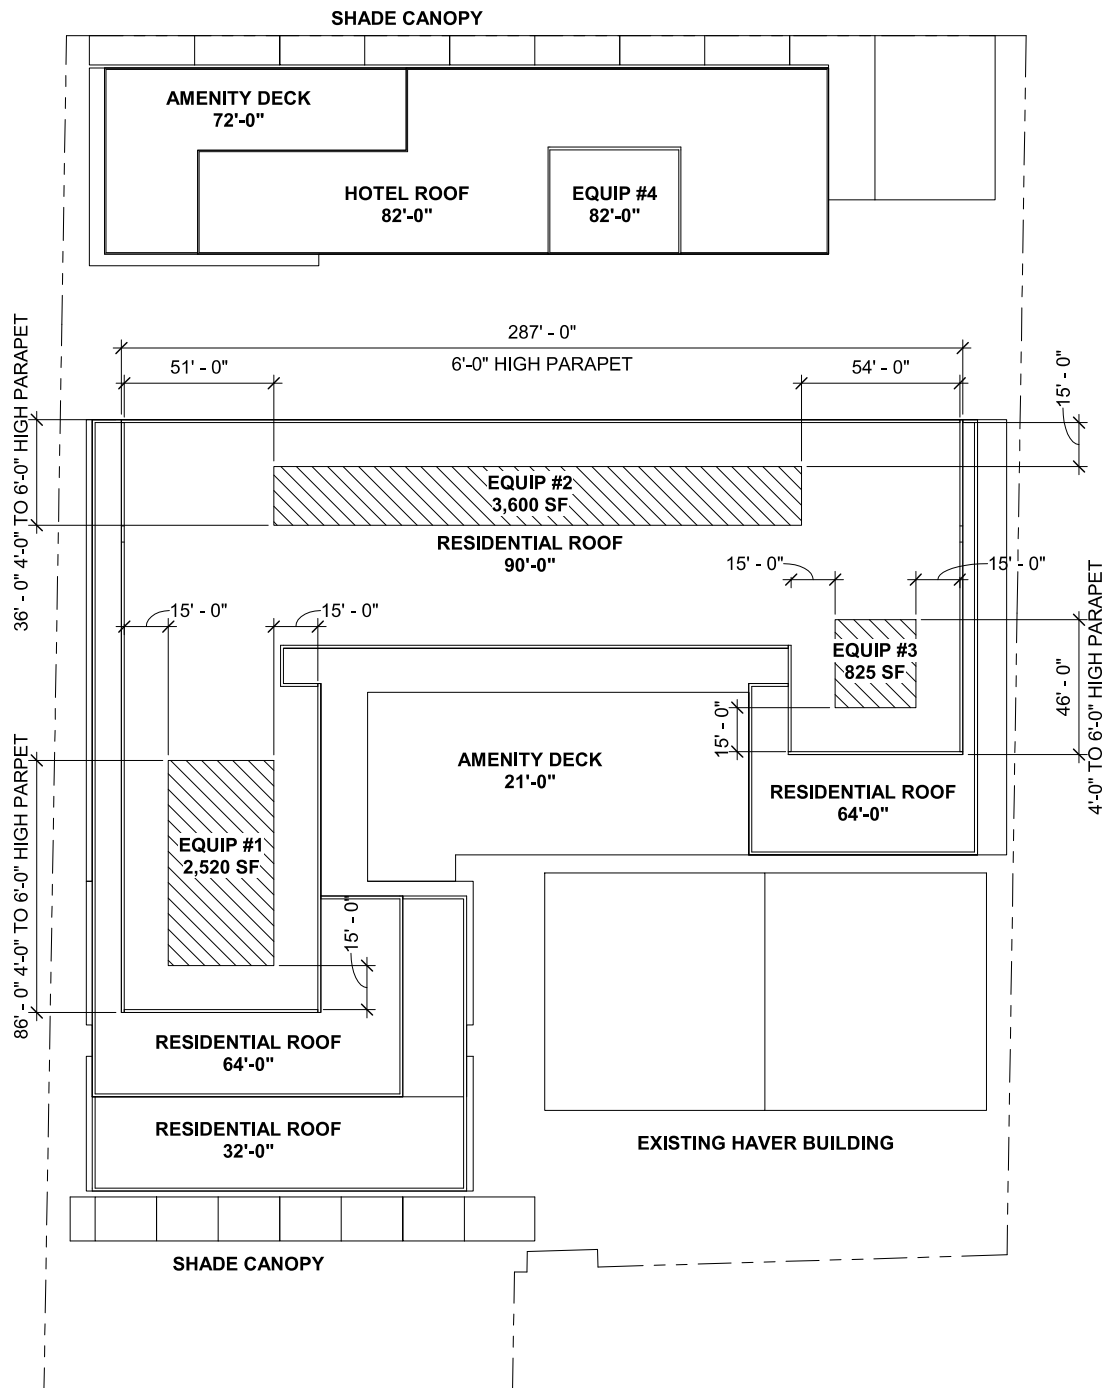 SHADE CANOPY
AMENITY DECK
72'-0"
HOTEL ROOF
82'-0"
EQUIP #4
82'-0"
287' - 0"
6'-0" HIGH PARAPET
51' - 0"
54' - 0"
15' - 0"
36' - 0" 4'-0" TO 6'-0" HIGH PARAPET
EQUIP #2
3,600 SF
RESIDENTIAL ROOF
90'-0"
15' - 0"
15' - 0"
15' - 0"
15' - 0"
EQUIP #3
825 SF
46' - 0"
4'-0" TO 6'-0" HIGH PARAPET
15' - 0"
AMENITY DECK
21'-0"
RESIDENTIAL ROOF
64'-0"
86' - 0" 4'-0" TO 6'-0" HIGH PARPET
EQUIP #1
2,520 SF
15' - 0"
RESIDENTIAL ROOF
64'-0"
RESIDENTIAL ROOF
32'-0"
EXISTING HAVER BUILDING
SHADE CANOPY